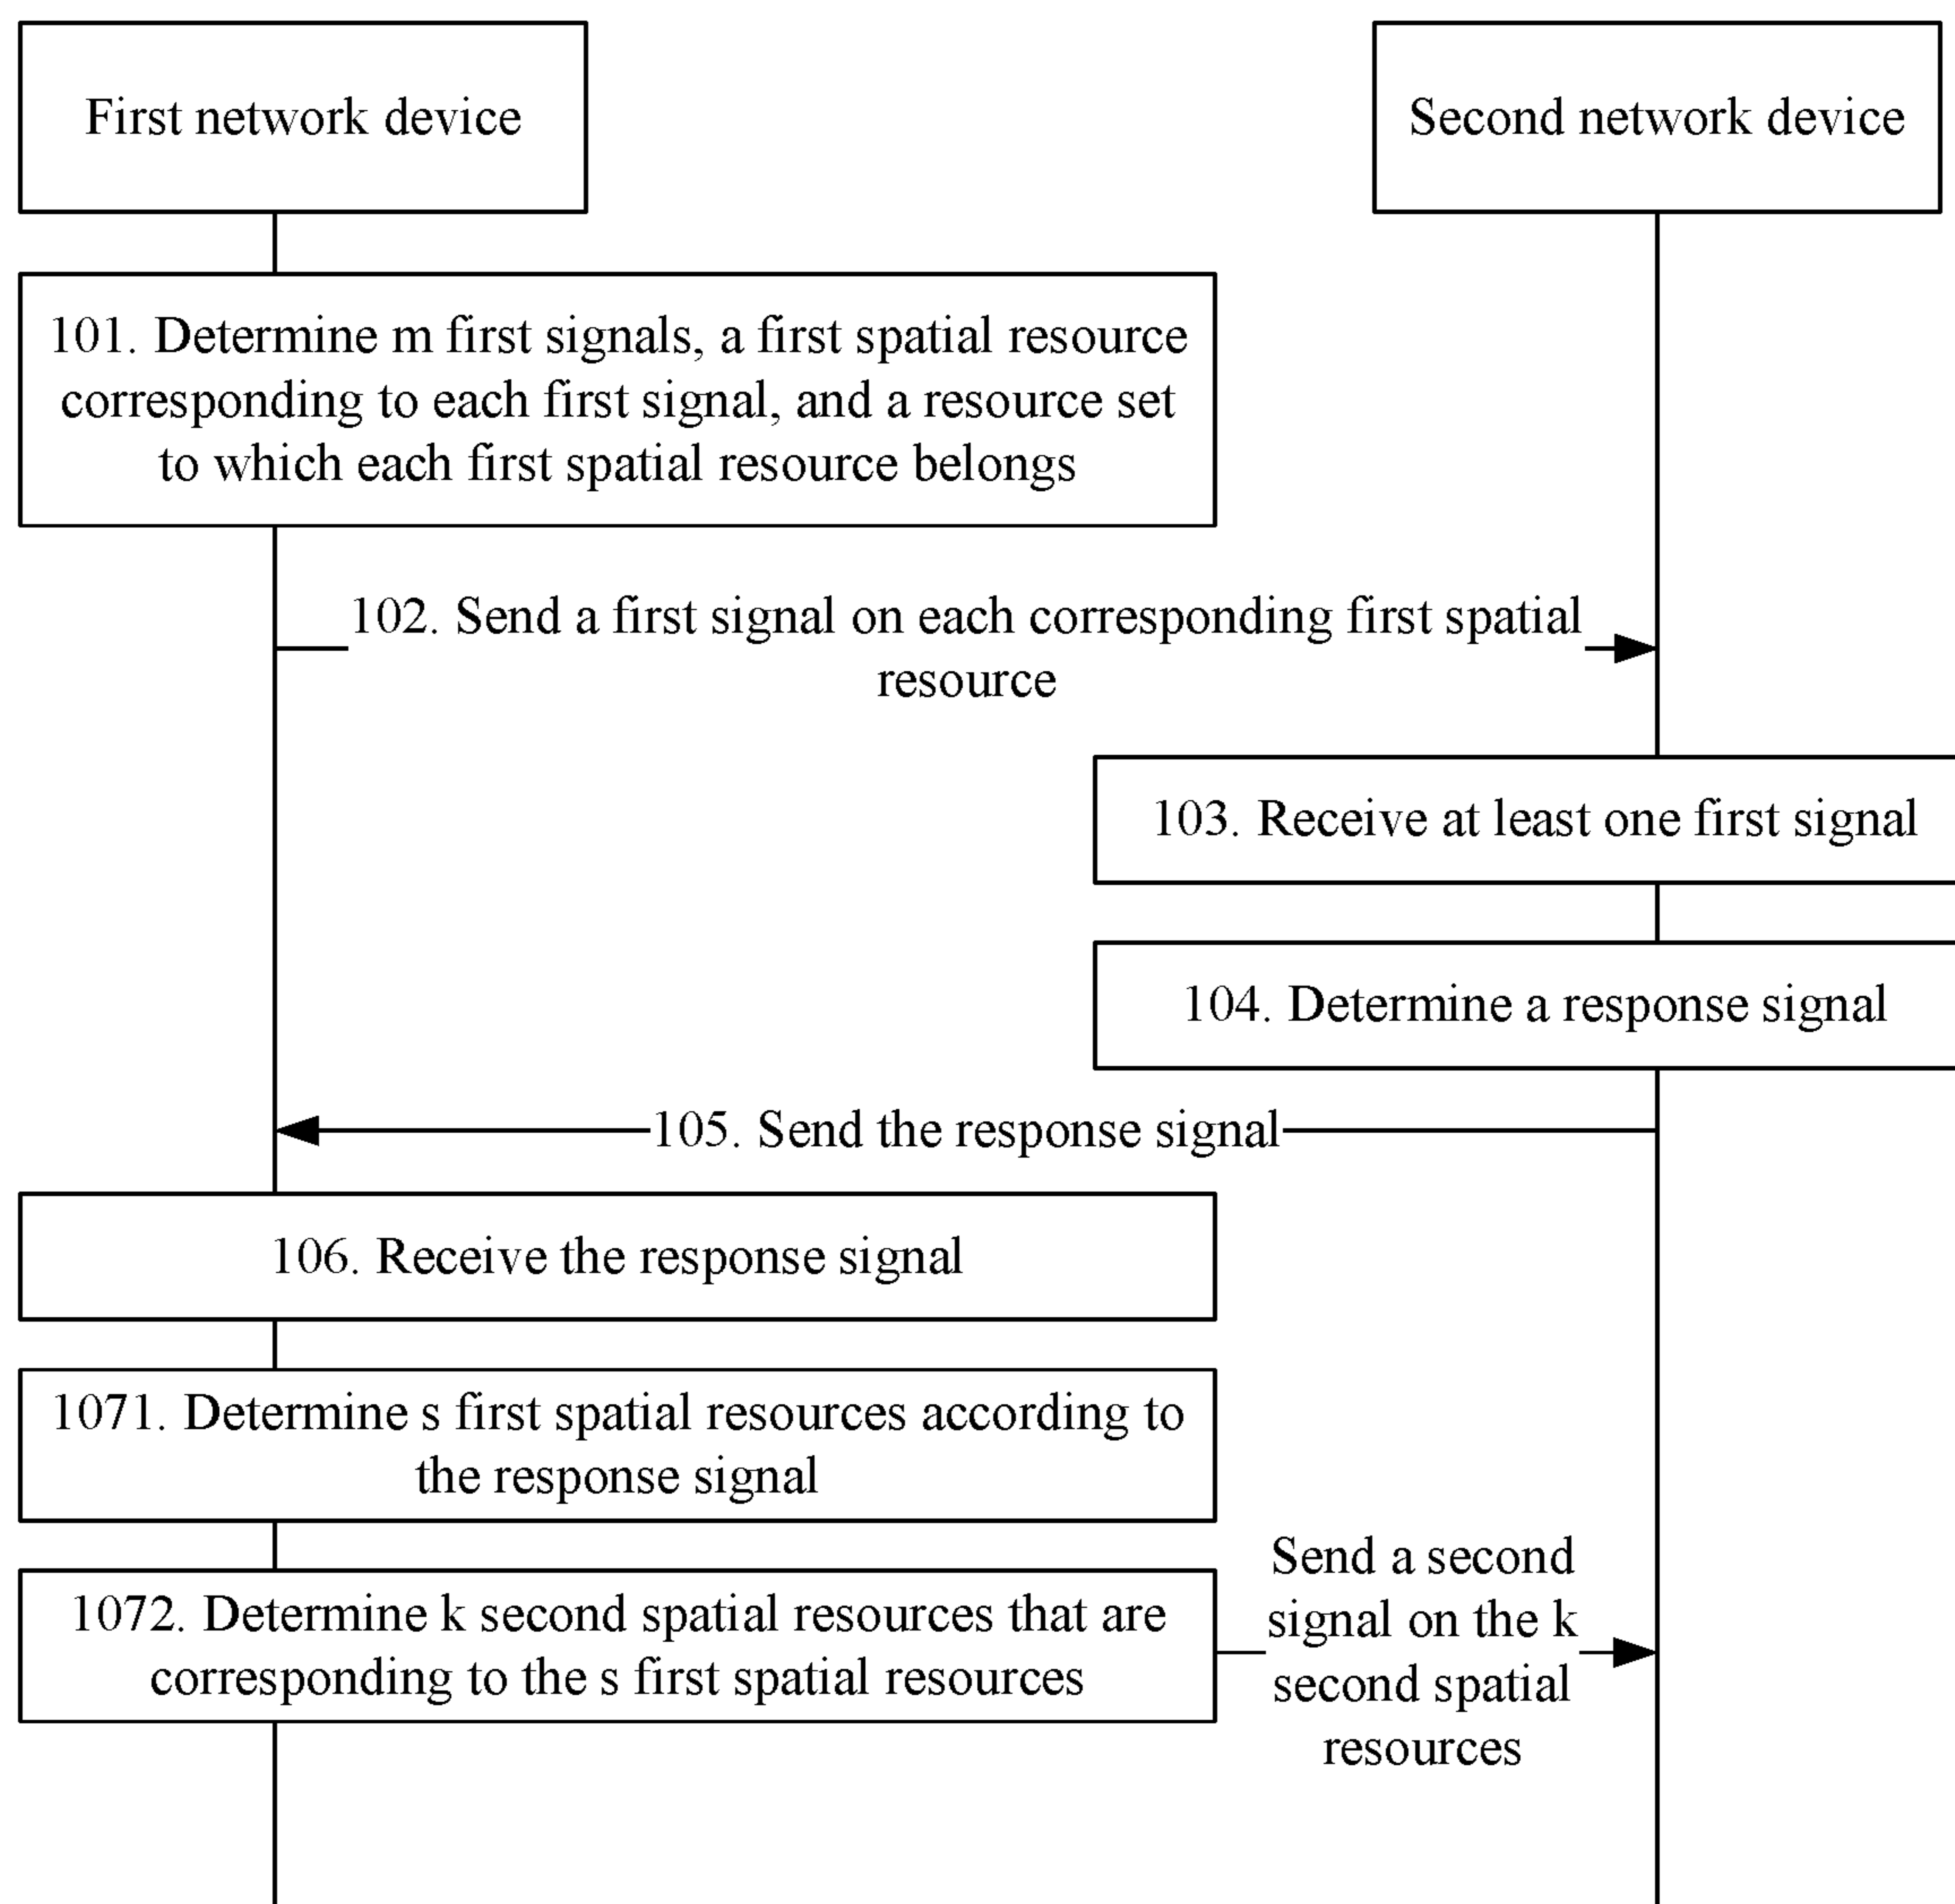 First network device
Second network device
101. Determine m first signals, a first spatial resource
corresponding to each first signal, and a resource set
to which each first spatial resource belongs
102. Send a first signal on each corresponding first spatial
resource
103. Receive at least one first signal
104. Determine a response signal
105. Send the response signal
106. Receive the response signal
1071. Determine s first spatial resources according to
the response signal
1072. Determine k second spatial resources that are
corresponding to the s first spatial resources
Send a second
signal on the k
second spatial
resources